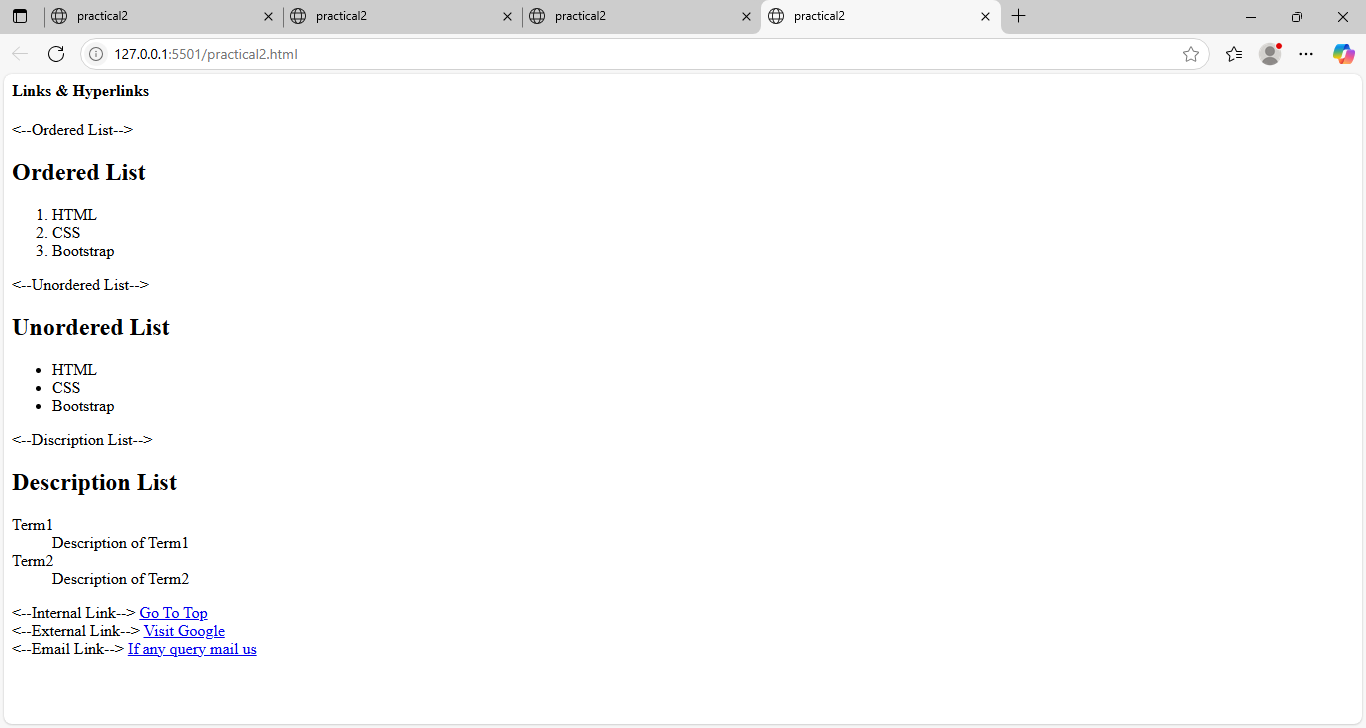 practical2 practical2 practical2 practical2
127.0.0.1:5501/practical2.html
Links & Hyperlinks
<--Ordered List-->
Ordered List
1. HTML
2. CSS
3. Bootstrap
<--Unordered List-->
Unordered List
• HTML
• CSS
• Bootstrap
<--Discription List-->
Description List
Term1
Description of Term1
Term2
Description of Term2
<--Internal Link--> Go To Top
<--External Link--> Visit Google
<--Email Link--> If any query mail us